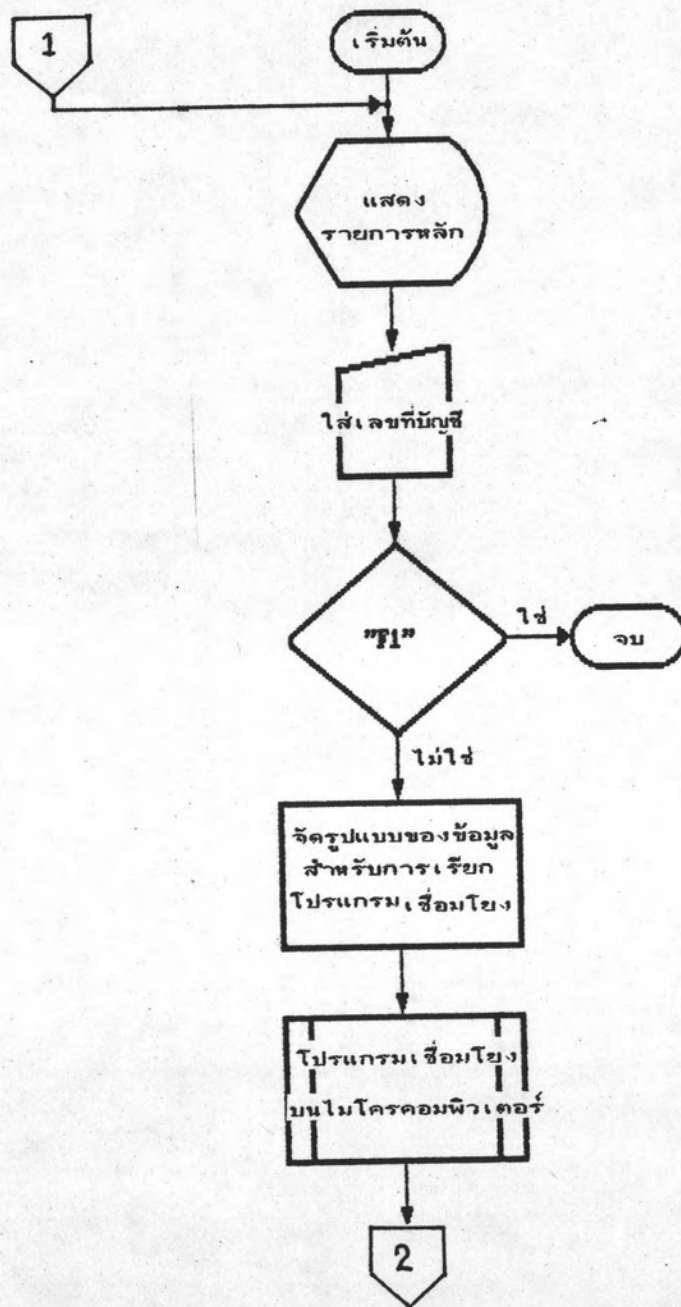 1
เริ่มต้น
แสดง
รายการหลัก
ใส่เลขที่บัญชี
"F1"
ใช่
จบ
ไม่ใช่
จัดรูปแบบของข้อมูล
สำหรับการเรียก
โปรแกรมเชื่อมโยง
โปรแกรมเชื่อมโยง
บนไมโครคอมพิวเตอร์
2